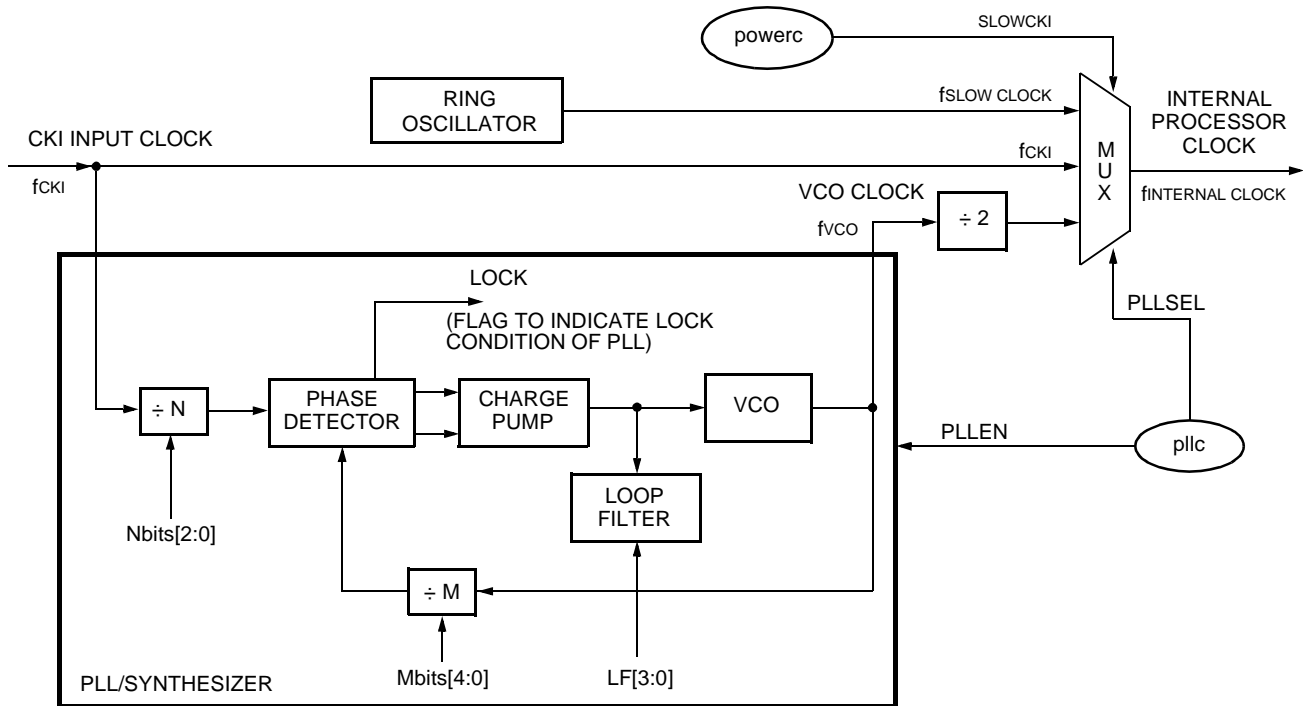 SLOWCKI
powerc
RING
OSCILLATOR
fSLOW CLOCK
INTERNAL
PROCESSOR
CLOCK
CKI INPUT CLOCK
fCKI
fCKI
M
U
X
fINTERNAL CLOCK
VCO CLOCK
fVCO
÷ 2
LOCK
(FLAG TO INDICATE LOCK
CONDITION OF PLL)
PLLSEL
÷ N
PHASE
DETECTOR
CHARGE
PUMP
VCO
PLLEN
pllc
LOOP
FILTER
Nbits[2:0]
÷ M
Mbits[4:0]
LF[3:0]
PLL/SYNTHESIZER